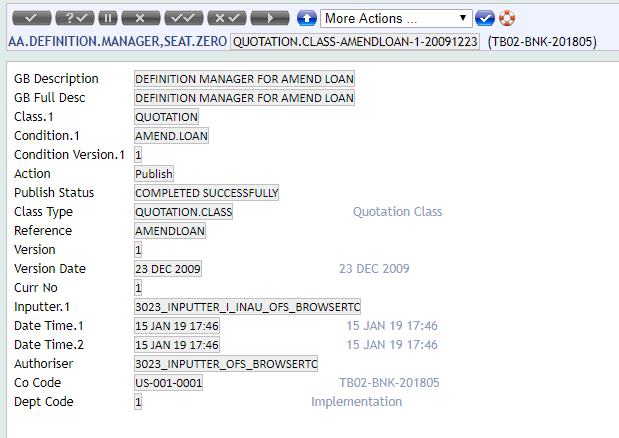 More Actions ...
AA.DEFINITION.MANAGER,SEAT.ZERO QUOTATION.CLASS-AMENDLOAN-1-20091223 (TB02-BNK-201805)
GB Description DEFINITION MANAGER FOR AMEND LOAN
GB Full Desc DEFINITION MANAGER FOR AMEND LOAN
Class.1 QUOTATION
Condition.1 AMEND.LOAN
Condition Version.1 1
Action Publish
Publish Status COMPLETED SUCCESSFULLY
Class Type QUOTATION.CLASS Quotation Class
Reference AMENDLOAN
Version 1
Version Date 23 DEC 2009 23 DEC 2009
Curr No 1
Inputter.1 3023_INPUTTER_I_INAU_OFS_BROWSERTC
Date Time.1 15 JAN 19 17:46 15 JAN 19 17:46
Date Time.2 15 JAN 19 17:46 15 JAN 19 17:46
Authoriser 3023_INPUTTER_OFS_BROWSERTC
Co Code US-001-0001 TB02-BNK-201805
Dept Code 1 Implementation